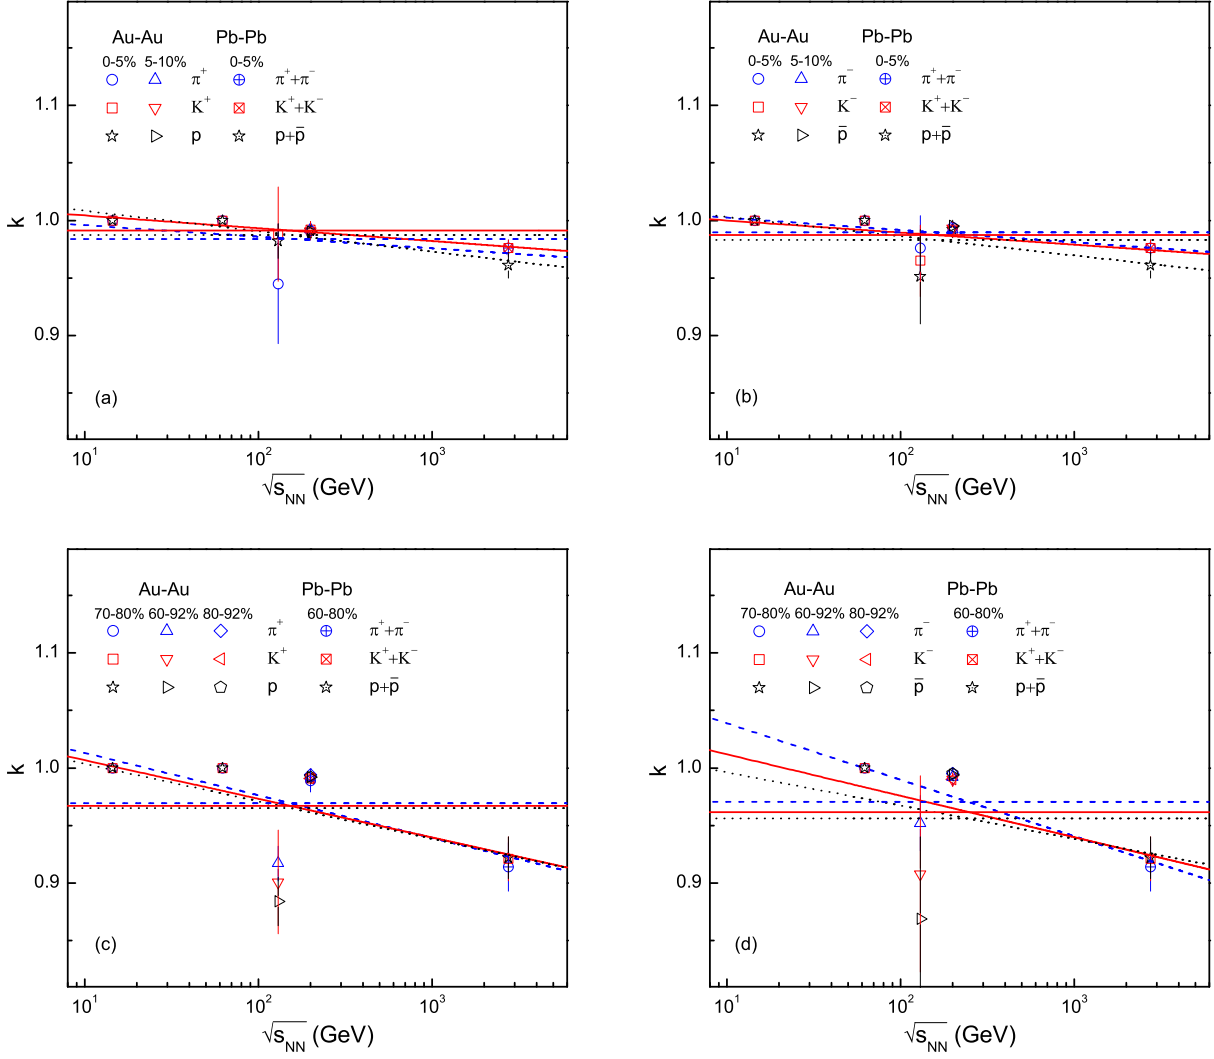 Au-Au Pb-Pb
0-5% 5-10% 0-5%
π⁺ π⁺+π⁻
K⁺ K⁺+K⁻
p p+p̄
1.1
1.0
0.9
k
(a)
10¹ 10² 10³
√s_NN (GeV)
Au-Au Pb-Pb
0-5% 5-10% 0-5%
π⁻ π⁺+π⁻
K⁻ K⁺+K⁻
p̄ p+p̄
1.1
1.0
0.9
k
(b)
10¹ 10² 10³
√s_NN (GeV)
Au-Au Pb-Pb
70-80% 60-92% 80-92% 60-80%
π⁺ π⁺+π⁻
K⁺ K⁺+K⁻
p p+p̄
1.1
1.0
0.9
k
(c)
10¹ 10² 10³
√s_NN (GeV)
Au-Au Pb-Pb
70-80% 60-92% 80-92% 60-80%
π⁻ π⁺+π⁻
K⁻ K⁺+K⁻
p̄ p+p̄
1.1
1.0
0.9
k
(d)
10¹ 10² 10³
√s_NN (GeV)